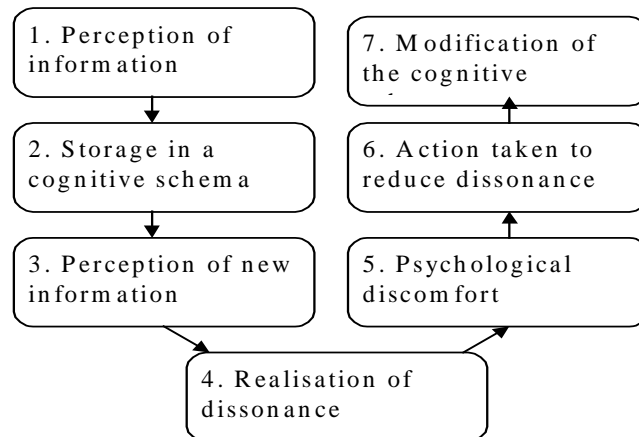 1. Perception of
information
2. Storage in a
cognitive schema
3. Perception of new
information
4. Realisation of
dissonance
5. Psychological
discomfort
6. Action taken to
reduce dissonance
7. Modification of
the cognitive